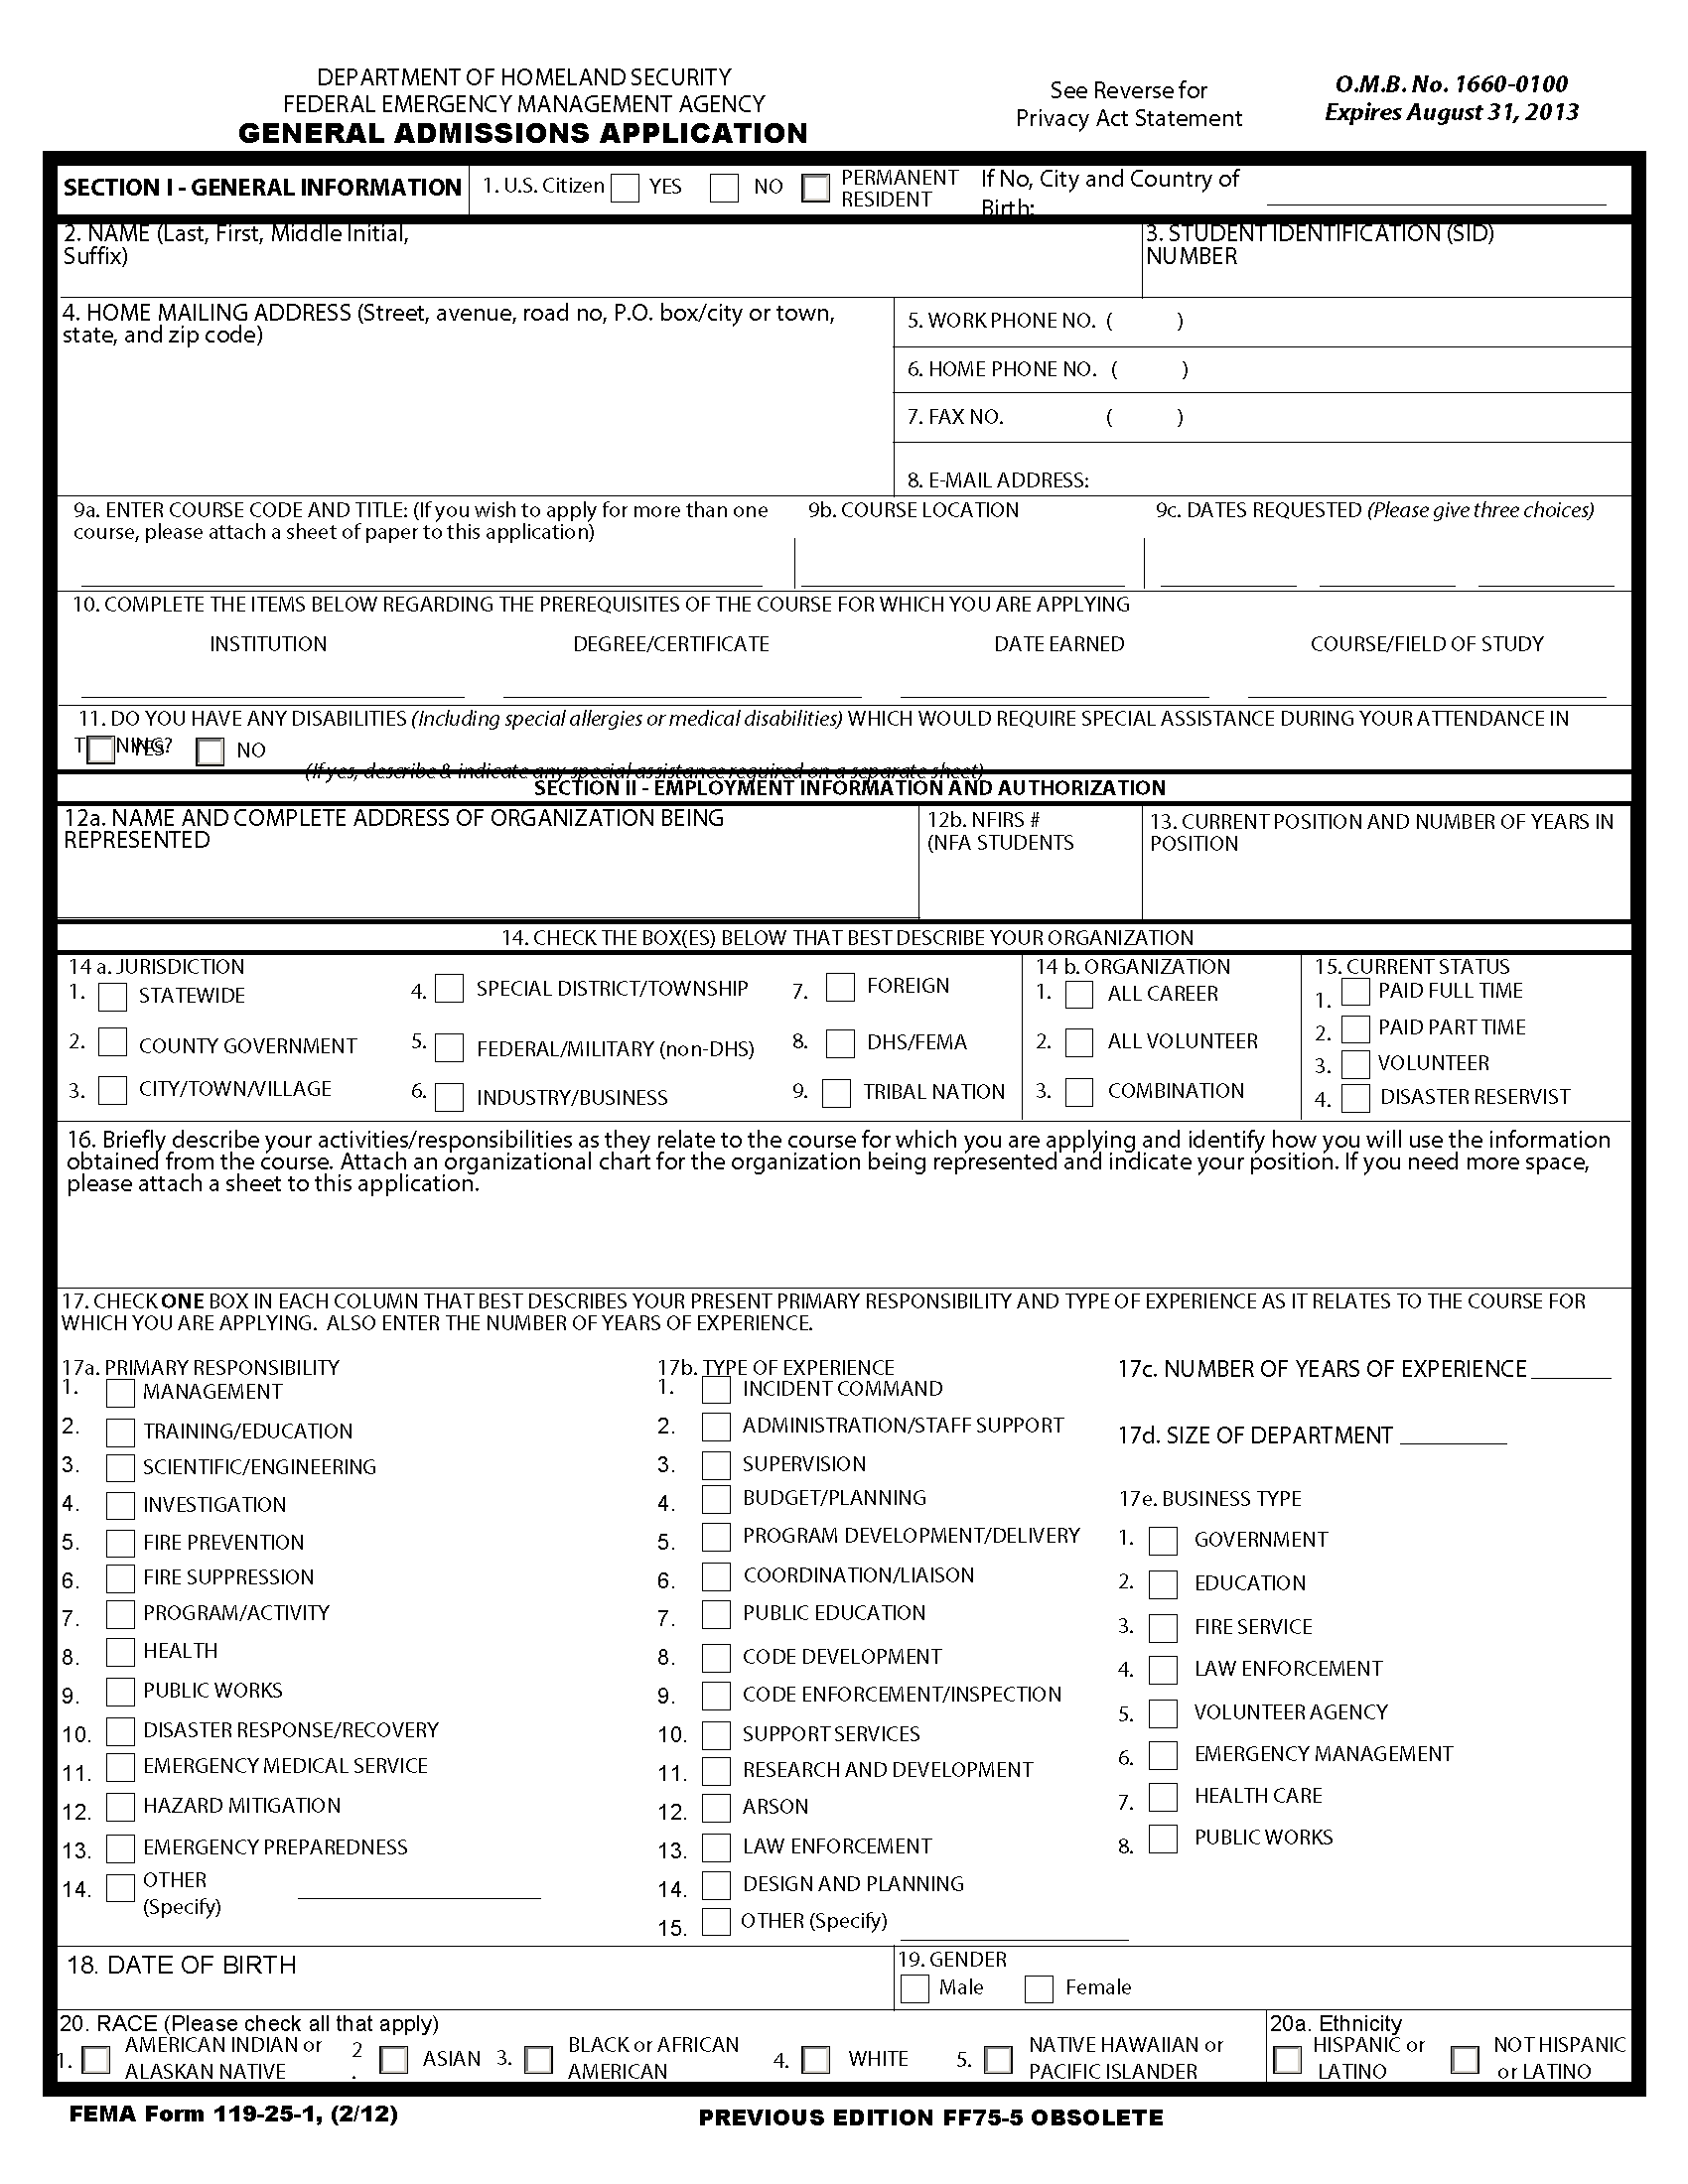 DEPARTMENT OF HOMELAND SECURITY
FEDERAL EMERGENCY MANAGEMENT AGENCY
GENERAL ADMISSIONS APPLICATION
See Reverse for
Privacy Act Statement
O.M.B. No. 1660-0100
Expires August 31, 2013
SECTION I - GENERAL INFORMATION
1. U.S. Citizen YES NO PERMANENT RESIDENT
If No, City and Country of
Birth:
2. NAME (Last, First, Middle Initial,
Suffix)
3. STUDENT IDENTIFICATION (SID)
NUMBER
4. HOME MAILING ADDRESS (Street, avenue, road no, P.O. box/city or town,
state, and zip code)
5. WORK PHONE NO. ( )
6. HOME PHONE NO. ( )
7. FAX NO. ( )
8. E-MAIL ADDRESS:
9a. ENTER COURSE CODE AND TITLE: (If you wish to apply for more than one
course, please attach a sheet of paper to this application)
9b. COURSE LOCATION
9c. DATES REQUESTED (Please give three choices)
10. COMPLETE THE ITEMS BELOW REGARDING THE PREREQUISITES OF THE COURSE FOR WHICH YOU ARE APPLYING
INSTITUTION DEGREE/CERTIFICATE DATE EARNED COURSE/FIELD OF STUDY
11. DO YOU HAVE ANY DISABILITIES (Including special allergies or medical disabilities) WHICH WOULD REQUIRE SPECIAL ASSISTANCE DURING YOUR ATTENDANCE IN
T NING? YES NO
(If yes, describe & indicate any special assistance required on a separate sheet)
SECTION II - EMPLOYMENT INFORMATION AND AUTHORIZATION
12a. NAME AND COMPLETE ADDRESS OF ORGANIZATION BEING
REPRESENTED
12b. NFIRS #
(NFA STUDENTS
13. CURRENT POSITION AND NUMBER OF YEARS IN
POSITION
14. CHECK THE BOX(ES) BELOW THAT BEST DESCRIBE YOUR ORGANIZATION
14 a. JURISDICTION
1. STATEWIDE
2. COUNTY GOVERNMENT
3. CITY/TOWN/VILLAGE
4. SPECIAL DISTRICT/TOWNSHIP
5. FEDERAL/MILITARY (non-DHS)
6. INDUSTRY/BUSINESS
7. FOREIGN
8. DHS/FEMA
9. TRIBAL NATION
14 b. ORGANIZATION
1. ALL CAREER
2. ALL VOLUNTEER
3. COMBINATION
15. CURRENT STATUS
1. PAID FULL TIME
2. PAID PART TIME
3. VOLUNTEER
4. DISASTER RESERVIST
16. Briefly describe your activities/responsibilities as they relate to the course for which you are applying and identify how you will use the information
obtained from the course. Attach an organizational chart for the organization being represented and indicate your position. If you need more space,
please attach a sheet to this application.
17. CHECK ONE BOX IN EACH COLUMN THAT BEST DESCRIBES YOUR PRESENT PRIMARY RESPONSIBILITY AND TYPE OF EXPERIENCE AS IT RELATES TO THE COURSE FOR
WHICH YOU ARE APPLYING. ALSO ENTER THE NUMBER OF YEARS OF EXPERIENCE.
17a. PRIMARY RESPONSIBILITY
1. MANAGEMENT
2. TRAINING/EDUCATION
3. SCIENTIFIC/ENGINEERING
4. INVESTIGATION
5. FIRE PREVENTION
6. FIRE SUPPRESSION
7. PROGRAM/ACTIVITY
8. HEALTH
9. PUBLIC WORKS
10. DISASTER RESPONSE/RECOVERY
11. EMERGENCY MEDICAL SERVICE
12. HAZARD MITIGATION
13. EMERGENCY PREPAREDNESS
14. OTHER
(Specify)
17b. TYPE OF EXPERIENCE
1. INCIDENT COMMAND
2. ADMINISTRATION/STAFF SUPPORT
3. SUPERVISION
4. BUDGET/PLANNING
5. PROGRAM DEVELOPMENT/DELIVERY
6. COORDINATION/LIAISON
7. PUBLIC EDUCATION
8. CODE DEVELOPMENT
9. CODE ENFORCEMENT/INSPECTION
10. SUPPORT SERVICES
11. RESEARCH AND DEVELOPMENT
12. ARSON
13. LAW ENFORCEMENT
14. DESIGN AND PLANNING
15. OTHER (Specify)
17c. NUMBER OF YEARS OF EXPERIENCE
17d. SIZE OF DEPARTMENT
17e. BUSINESS TYPE
1. GOVERNMENT
2. EDUCATION
3. FIRE SERVICE
4. LAW ENFORCEMENT
5. VOLUNTEER AGENCY
6. EMERGENCY MANAGEMENT
7. HEALTH CARE
8. PUBLIC WORKS
18. DATE OF BIRTH
19. GENDER
Male Female
20. RACE (Please check all that apply)
1. AMERICAN INDIAN or
ALASKAN NATIVE
2
. ASIAN
3. BLACK or AFRICAN
AMERICAN
4. WHITE
5. NATIVE HAWAIIAN or
PACIFIC ISLANDER
20a. Ethnicity
HISPANIC or
LATINO
NOT HISPANIC
or LATINO
FEMA Form 119-25-1, (2/12)
PREVIOUS EDITION FF75-5 OBSOLETE